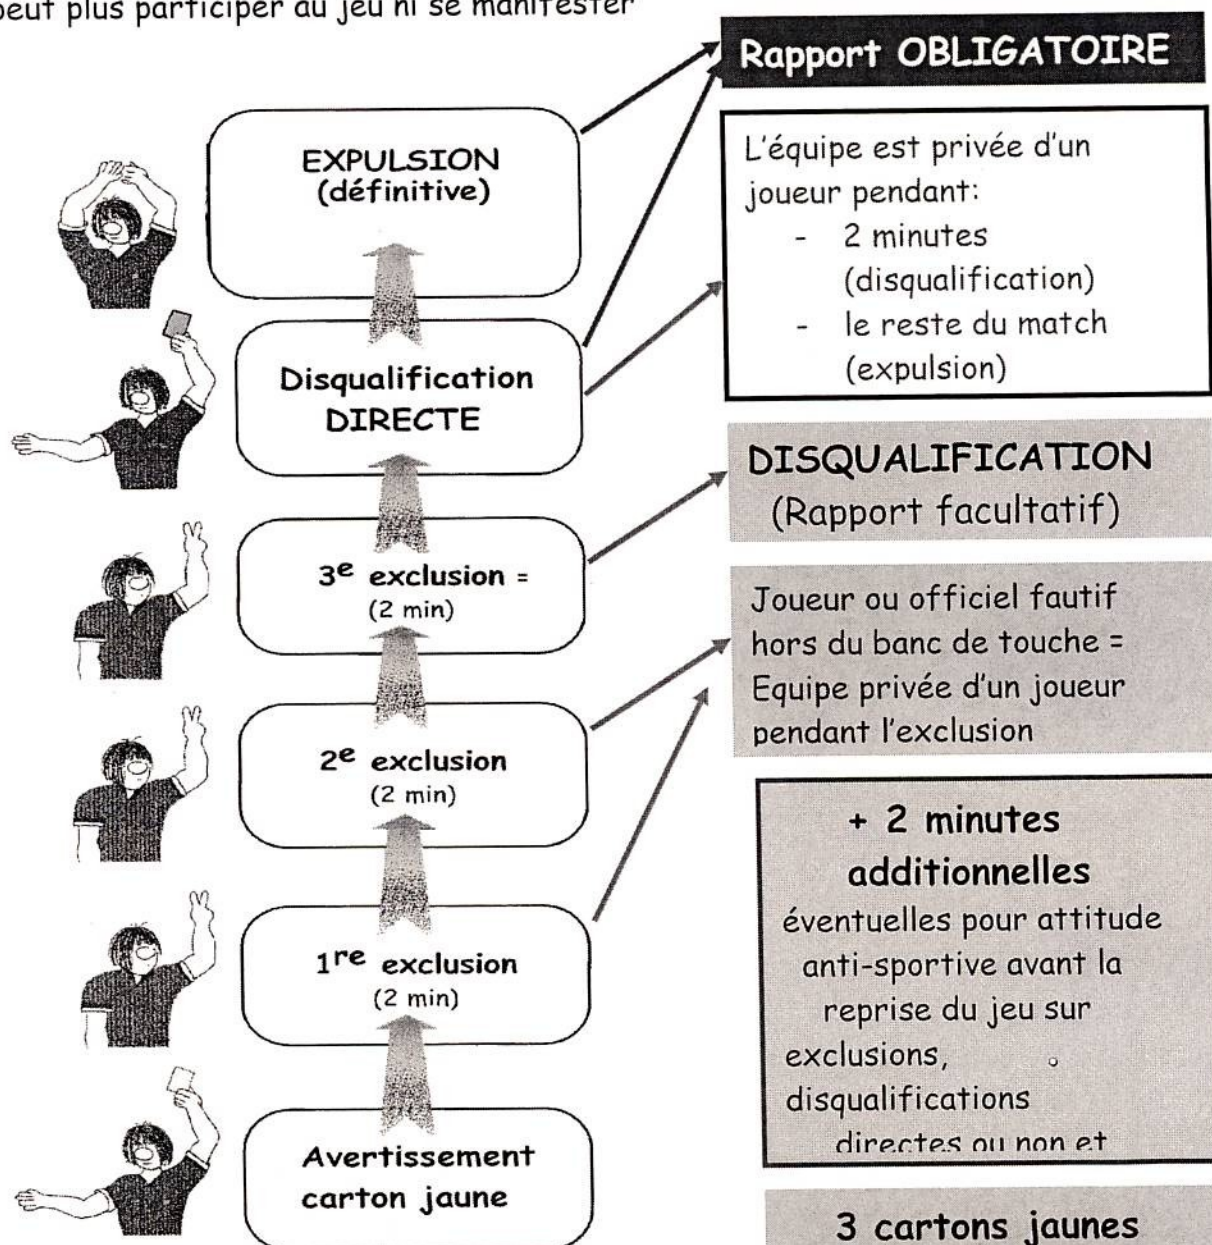 peut plus participer au jeu ni se manifester
Rapport OBLIGATOIRE
EXPULSION
(définitive)
L'équipe est privée d'un
joueur pendant:
- 2 minutes
(disqualification)
- le reste du match
(expulsion)
Disqualification
DIRECTE
DISQUALIFICATION
(Rapport facultatif)
3e exclusion =
(2 min)
Joueur ou officiel fautif
hors du banc de touche =
Equipe privée d'un joueur
pendant l'exclusion
2e exclusion
(2 min)
+ 2 minutes
additionnelles
éventuelles pour attitude
anti-sportive avant la
reprise du jeu sur
exclusions,
disqualifications
directes ou non et
1re exclusion
(2 min)
Avertissement
carton jaune
3 cartons jaunes